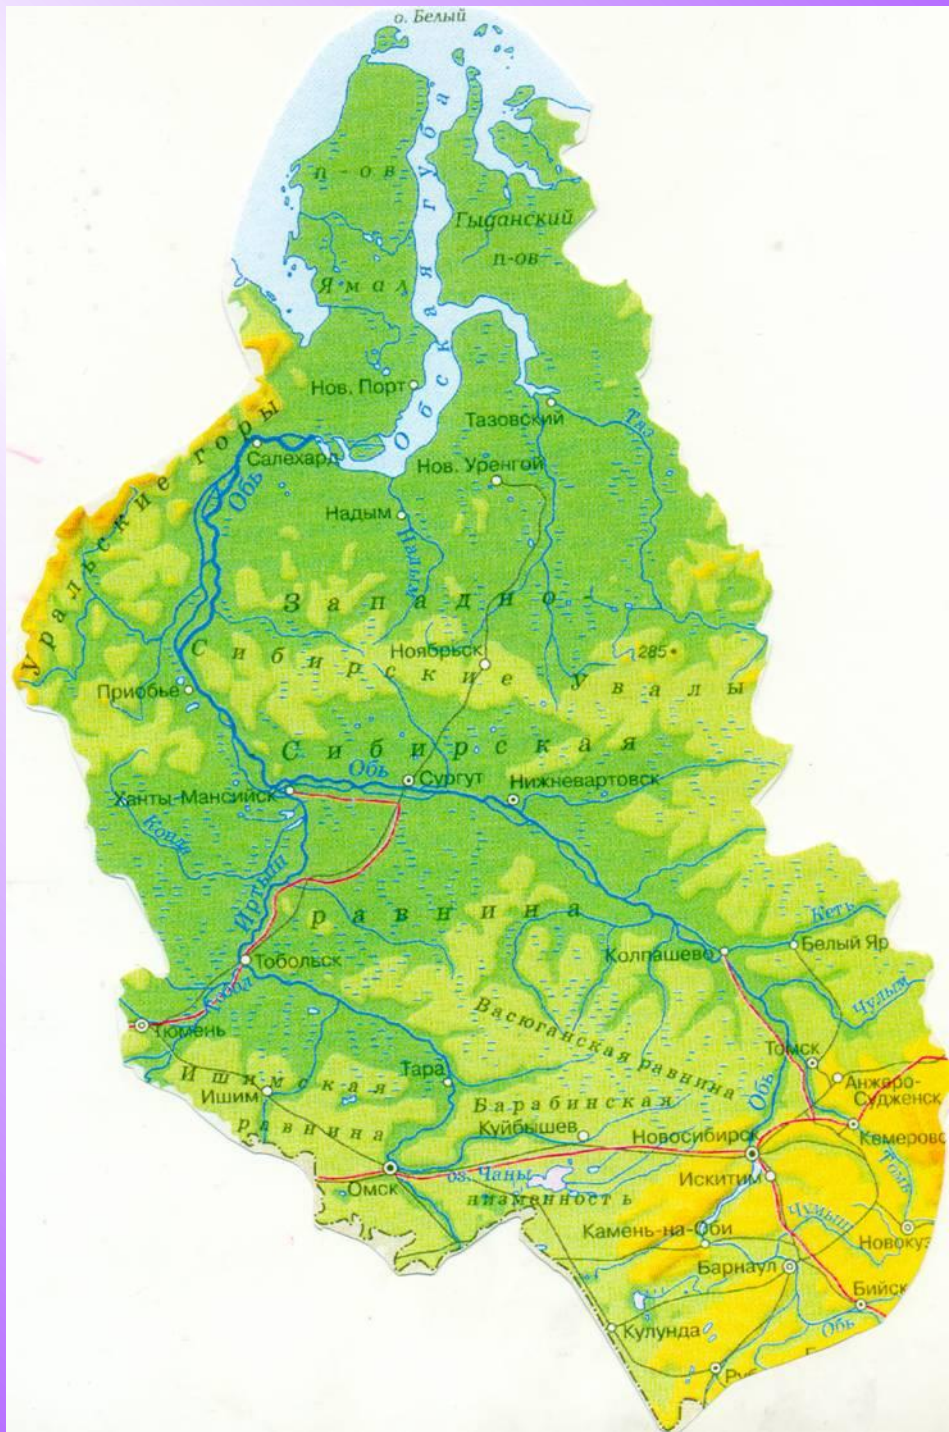 о. Белый
п-ов
Ямал
Гыданский
п-ов
Обская губа
Нов. Порт
Тазовский
Таз
Уральские горы
Салехард
Обь
Нов. Уренгой
Надым
Надым
Западно-
Сибирские увалы
Ноябрьск
285
Приобье
Сибирская
Обь
Сургут
Нижневартовск
Ханты-Мансийск
Конда
Иртыш
равнина
Кеть
Колпашево
Белый Яр
Тобольск
Чулым
Тюмень
Васюганская равнина
Томск
Обь
Тара
Ишимская
Ишим
равнина
Анжеро-
Судженск
Барабинская
Куйбышев
Новосибирск
Кемерово
Омск
оз. Чаны
Искитим
Томь
низменность
Камень-на-Оби
Чумыш
Новокуз
Барнаул
Бийск
Кулунда
Обь
Руб